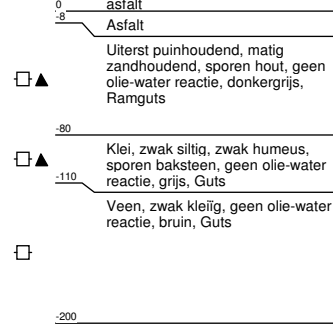 0 asfalt
-8
Asfalt
Uiterst puinhoudend, matig
zandhoudend, sporen hout, geen
olie-water reactie, donkergrijs,
Ramguts
-80
Klei, zwak siltig, zwak humeus,
sporen baksteen, geen olie-water
reactie, grijs, Guts
-110
Veen, zwak kleiïg, geen olie-water
reactie, bruin, Guts
-200